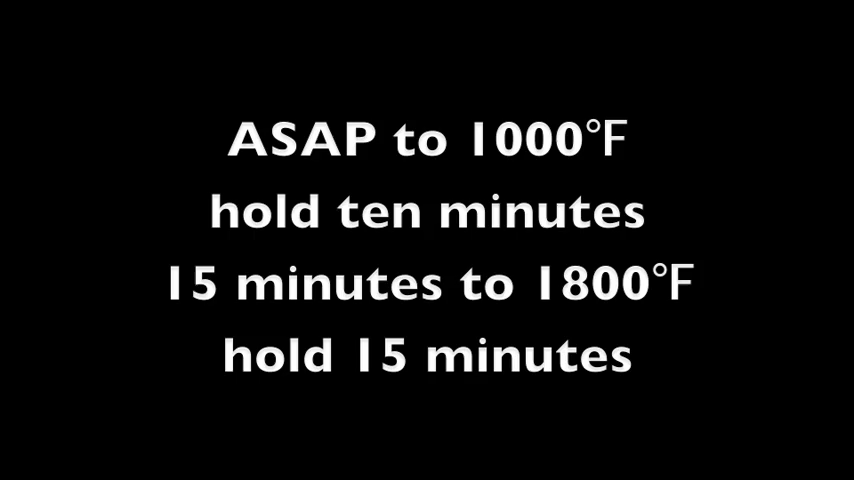 ASAP to 1000°F
hold ten minutes
15 minutes to 1800°F
hold 15 minutes